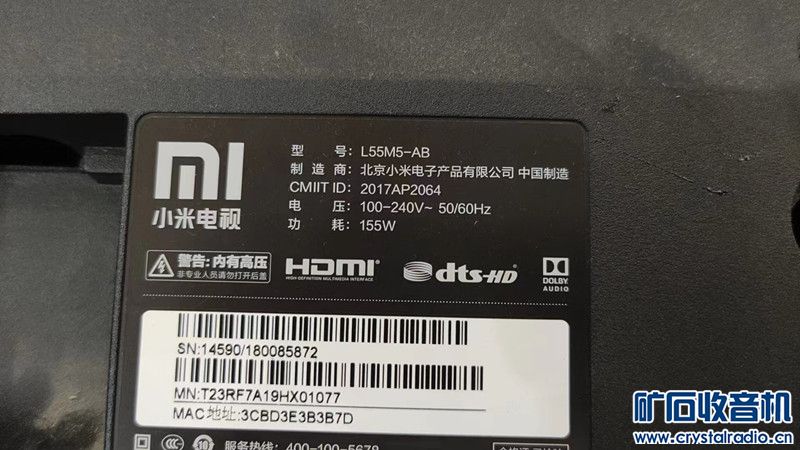 mi
小米电视
型 号: L55M5-AB
制 造 商: 北京小米电子产品有限公司 中国制造
CMIIT ID: 2017AP2064
电 压: 100-240V~ 50/60Hz
功 耗: 155W
警告: 内有高压
非专业人员请勿打开后盖
HDMI
HIGH-DEFINITION MULTIMEDIA INTERFACE
dts-HD
DOLBY
AUDIO
SN:14590/180085872
MN:T23RF7A19HX01077
MAC 地址:3CBD3E3B3B7D
CCC
10
服务热线: 400-100-5678
矿石收音机
www.crystalradio.cn